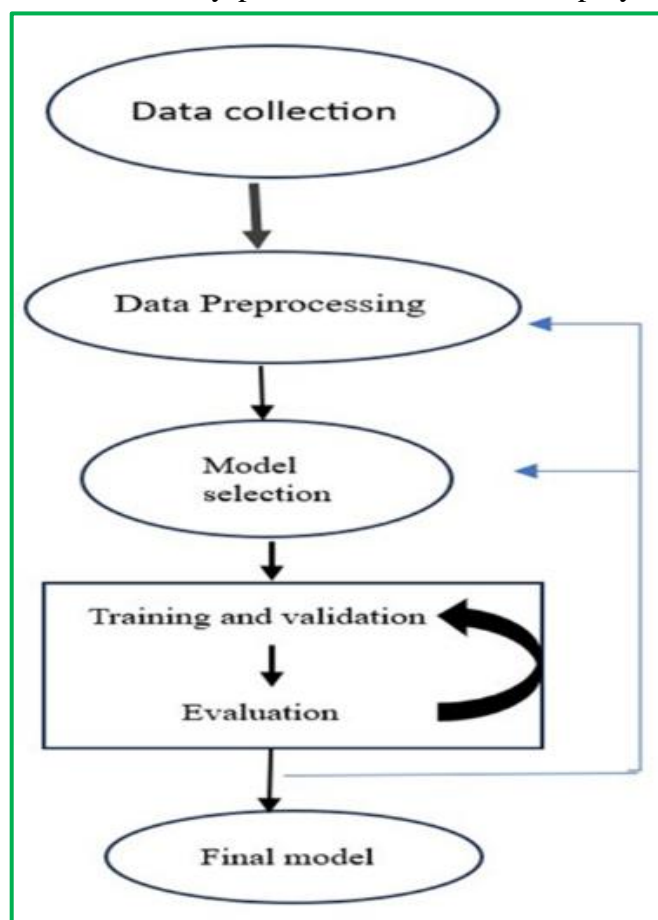 Data collection
Data Preprocessing
Model
selection
Training and validation
Evaluation
Final model